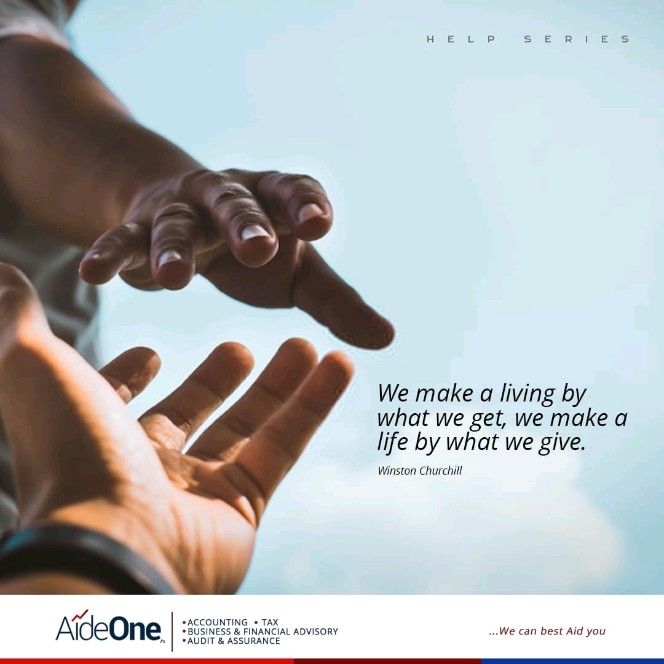 HELP SERIES
We make a living by
what we get, we make a
life by what we give.
Winston Churchill
AideOne
•ACCOUNTING •TAX
•BUSINESS & FINANCIAL ADVISORY
•AUDIT & ASSURANCE
...We can best Aid you